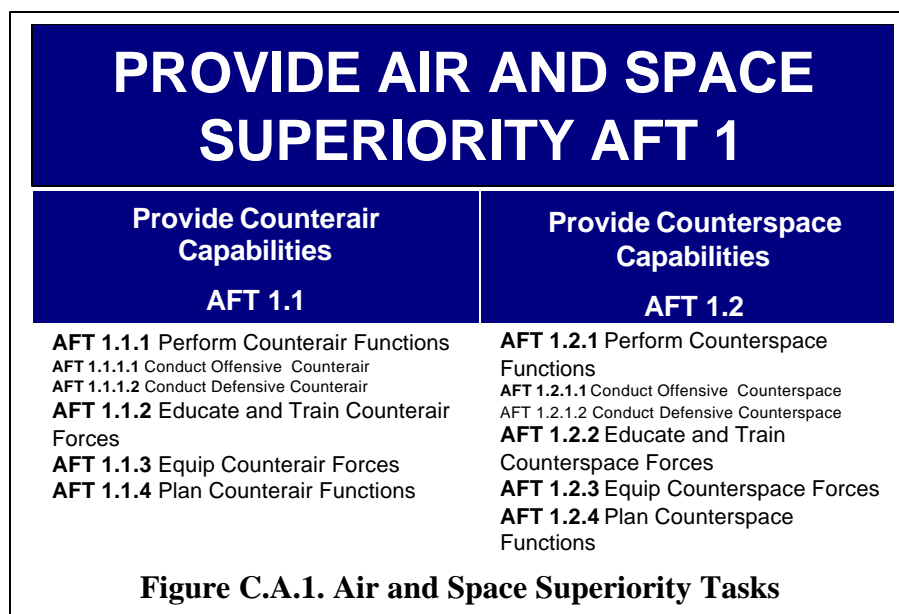 PROVIDE AIR AND SPACE
SUPERIORITY AFT 1
Provide Counterair
Capabilities
AFT 1.1
AFT 1.1.1 Perform Counterair Functions
AFT 1.1.1.1 Conduct Offensive Counterair
AFT 1.1.1.2 Conduct Defensive Counterair
AFT 1.1.2 Educate and Train Counterair
Forces
AFT 1.1.3 Equip Counterair Forces
AFT 1.1.4 Plan Counterair Functions
Provide Counterspace
Capabilities
AFT 1.2
AFT 1.2.1 Perform Counterspace
Functions
AFT 1.2.1.1 Conduct Offensive Counterspace
AFT 1.2.1.2 Conduct Defensive Counterspace
AFT 1.2.2 Educate and Train
Counterspace Forces
AFT 1.2.3 Equip Counterspace Forces
AFT 1.2.4 Plan Counterspace
Functions
Figure C.A.1. Air and Space Superiority Tasks